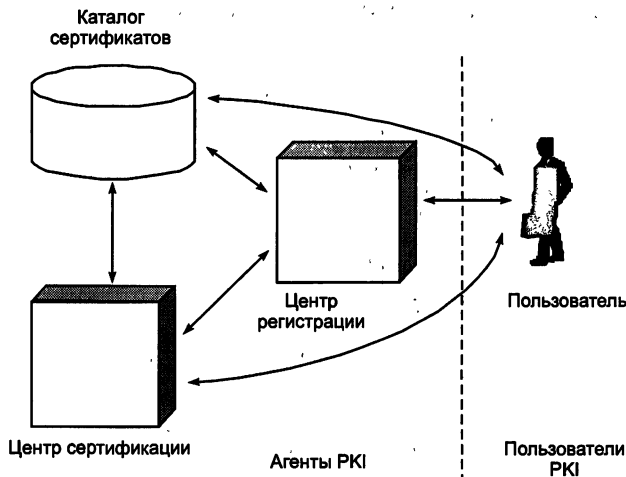 Каталог
сертификатов
Центр
регистрации
Пользователь
Центр сертификации
Агенты PKI
Пользователи
PKI